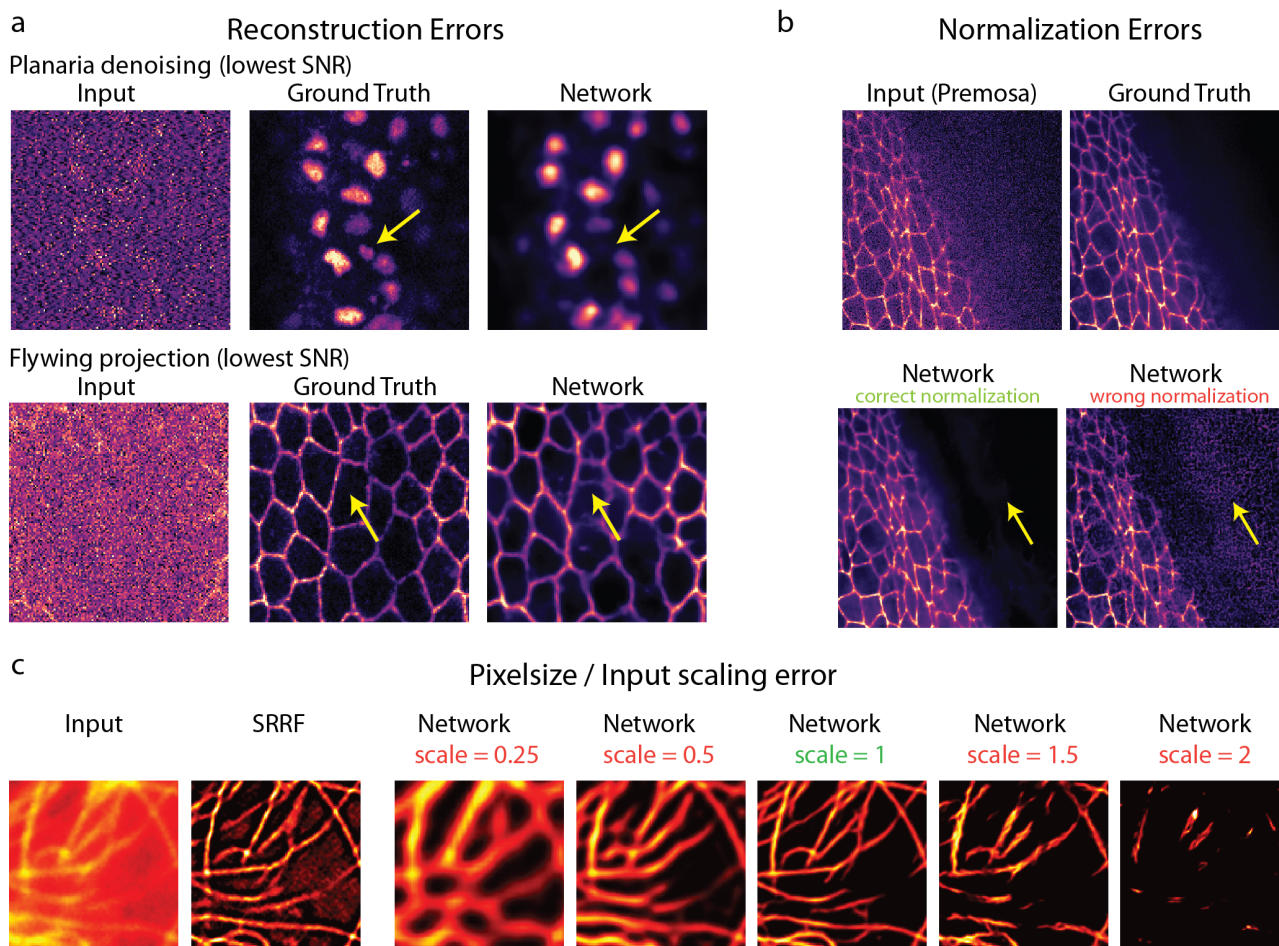 a
Reconstruction Errors
Planaria denoising (lowest SNR)
Input
Ground Truth
Network
Flywing projection (lowest SNR)
Input
Ground Truth
Network
b
Normalization Errors
Input (Premosa)
Ground Truth
Network
correct normalization
Network
wrong normalization
c
Pixelsize / Input scaling error
Input
SRRF
Network
scale = 0.25
Network
scale = 0.5
Network
scale = 1
Network
scale = 1.5
Network
scale = 2